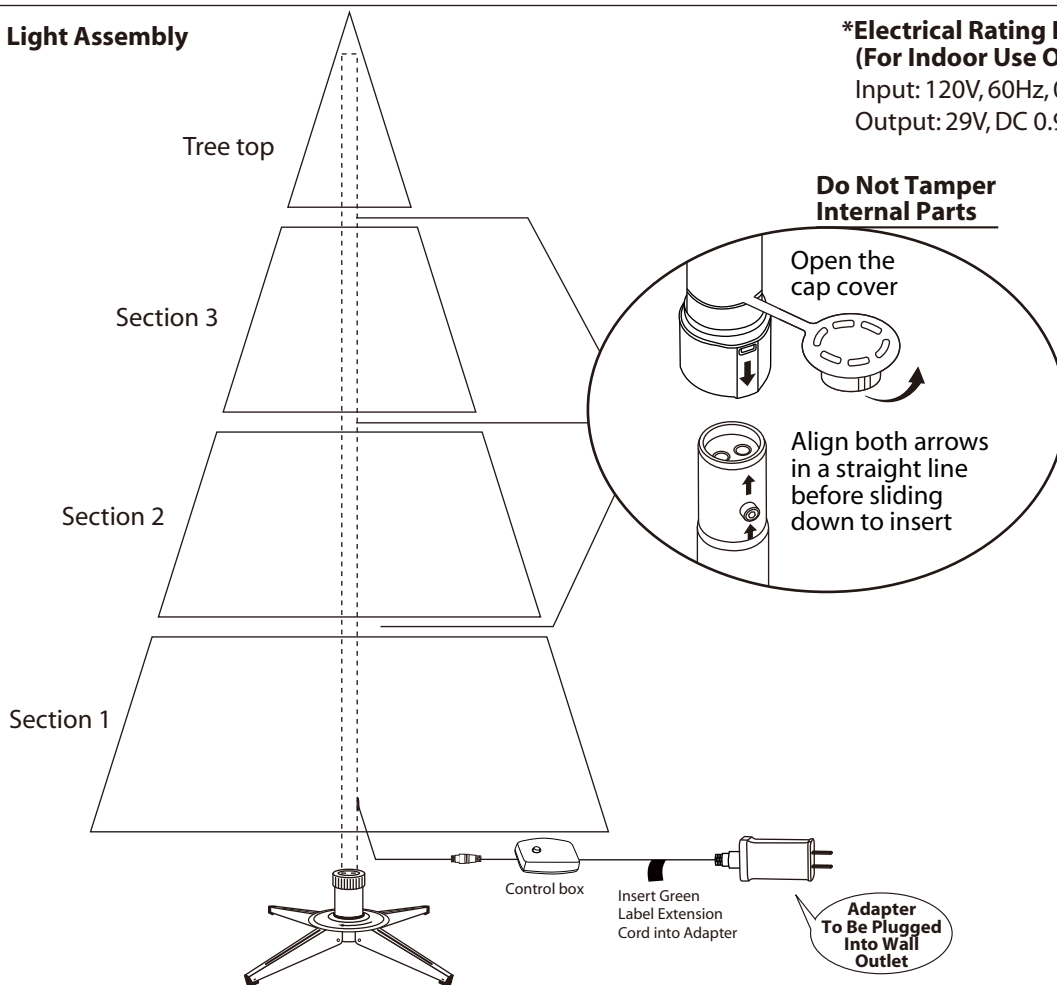 Light Assembly
*Electrical Rating
(For Indoor Use
Input: 120V, 60Hz,
Output: 29V, DC
Tree top
Do Not Tamper
Internal Parts
Open the
cap cover
Section 3
Align both arrows
in a straight line
before sliding
down to insert
Section 2
Section 1
Control box
Insert Green
Label Extension
Cord into Adapter
Adapter
To Be Plugged
Into Wall
Outlet